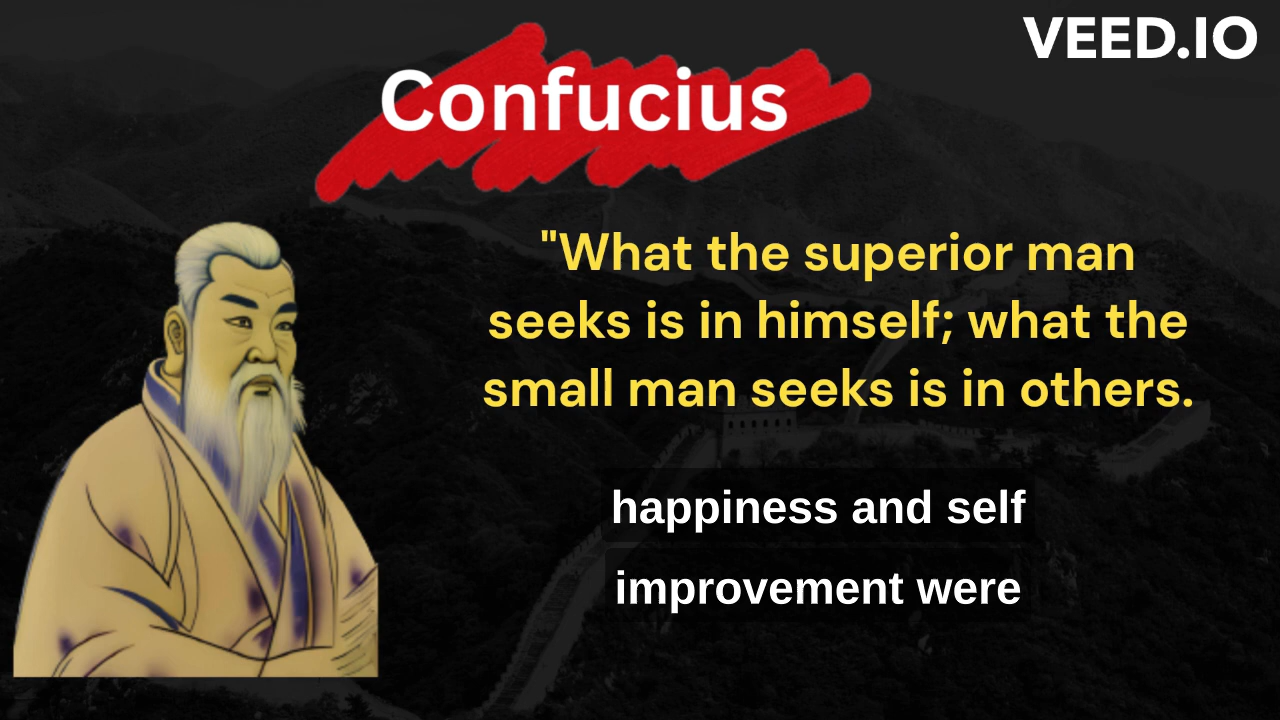 VEED.IO
Confucius
"What the superior man
seeks is in himself; what the
small man seeks is in others.
happiness and self
improvement were